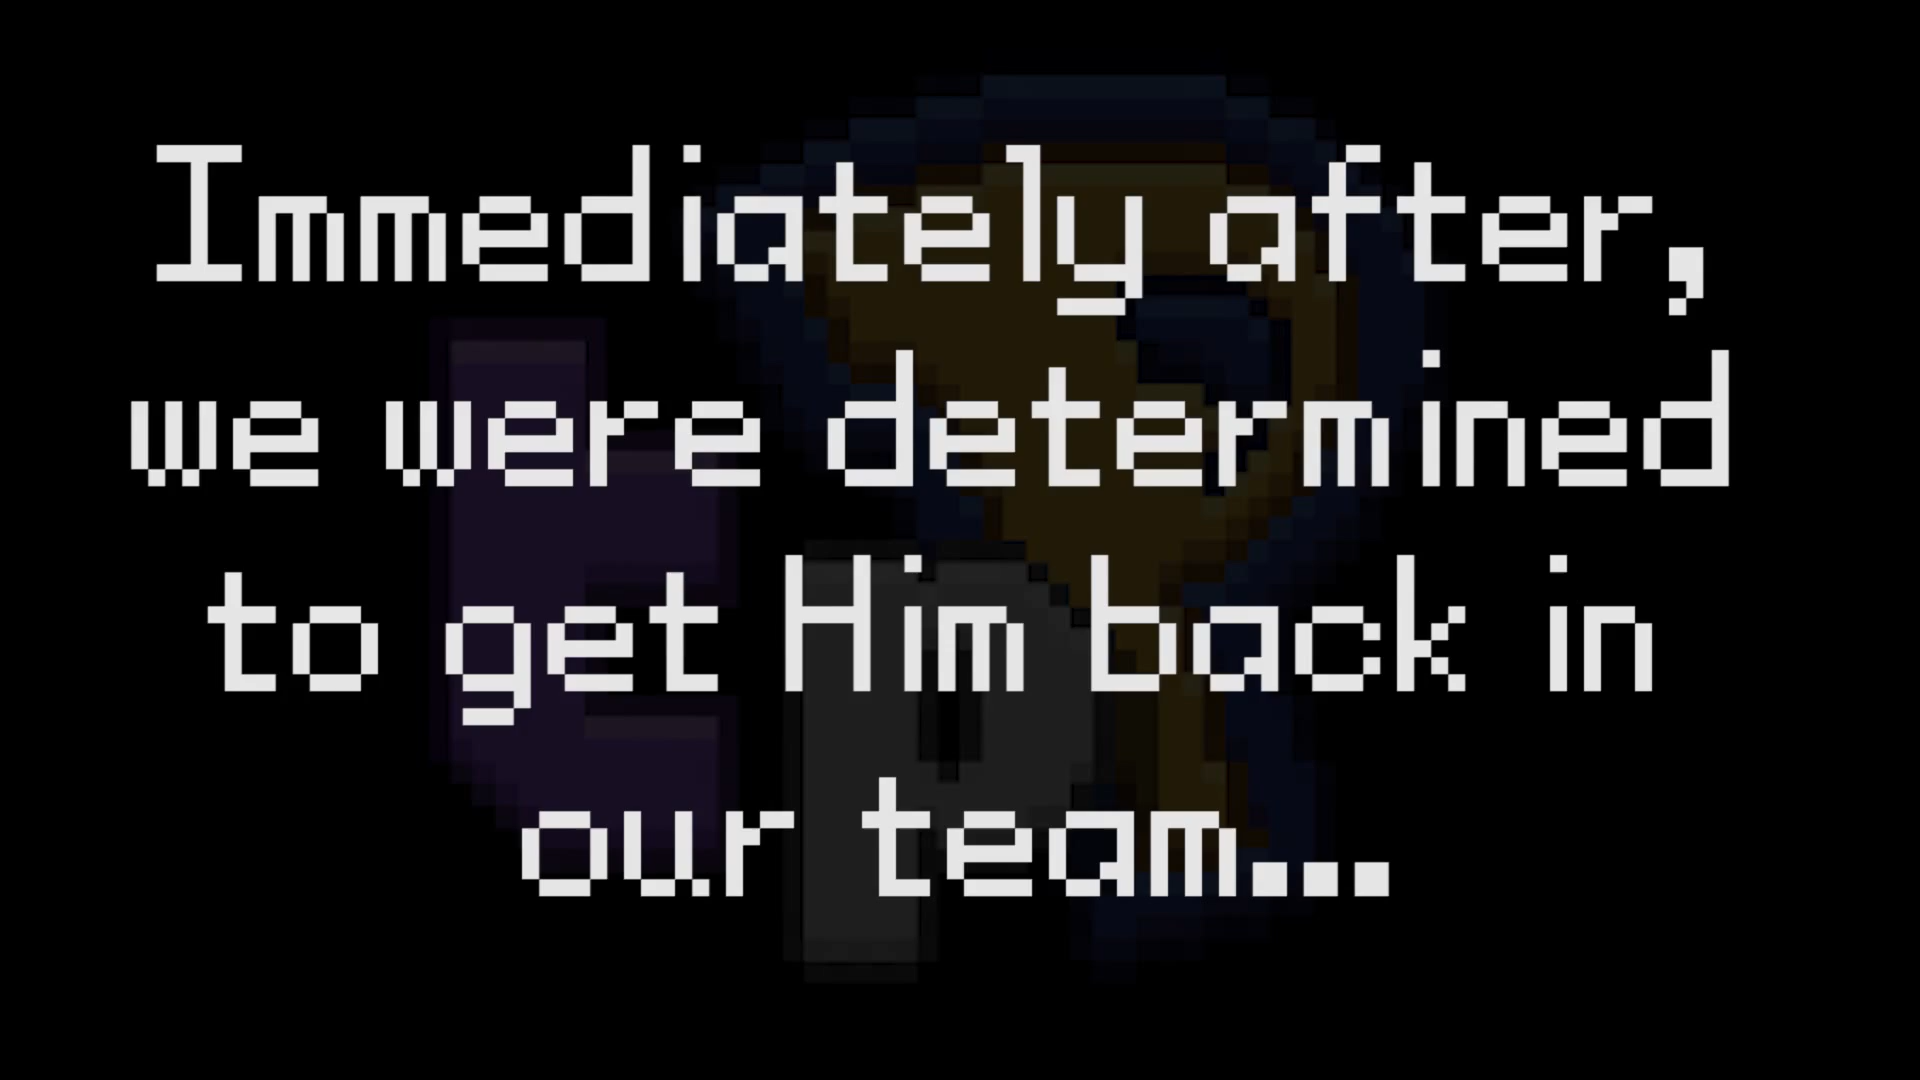 Immediately after,
we were determined
to get Him back in
our team...